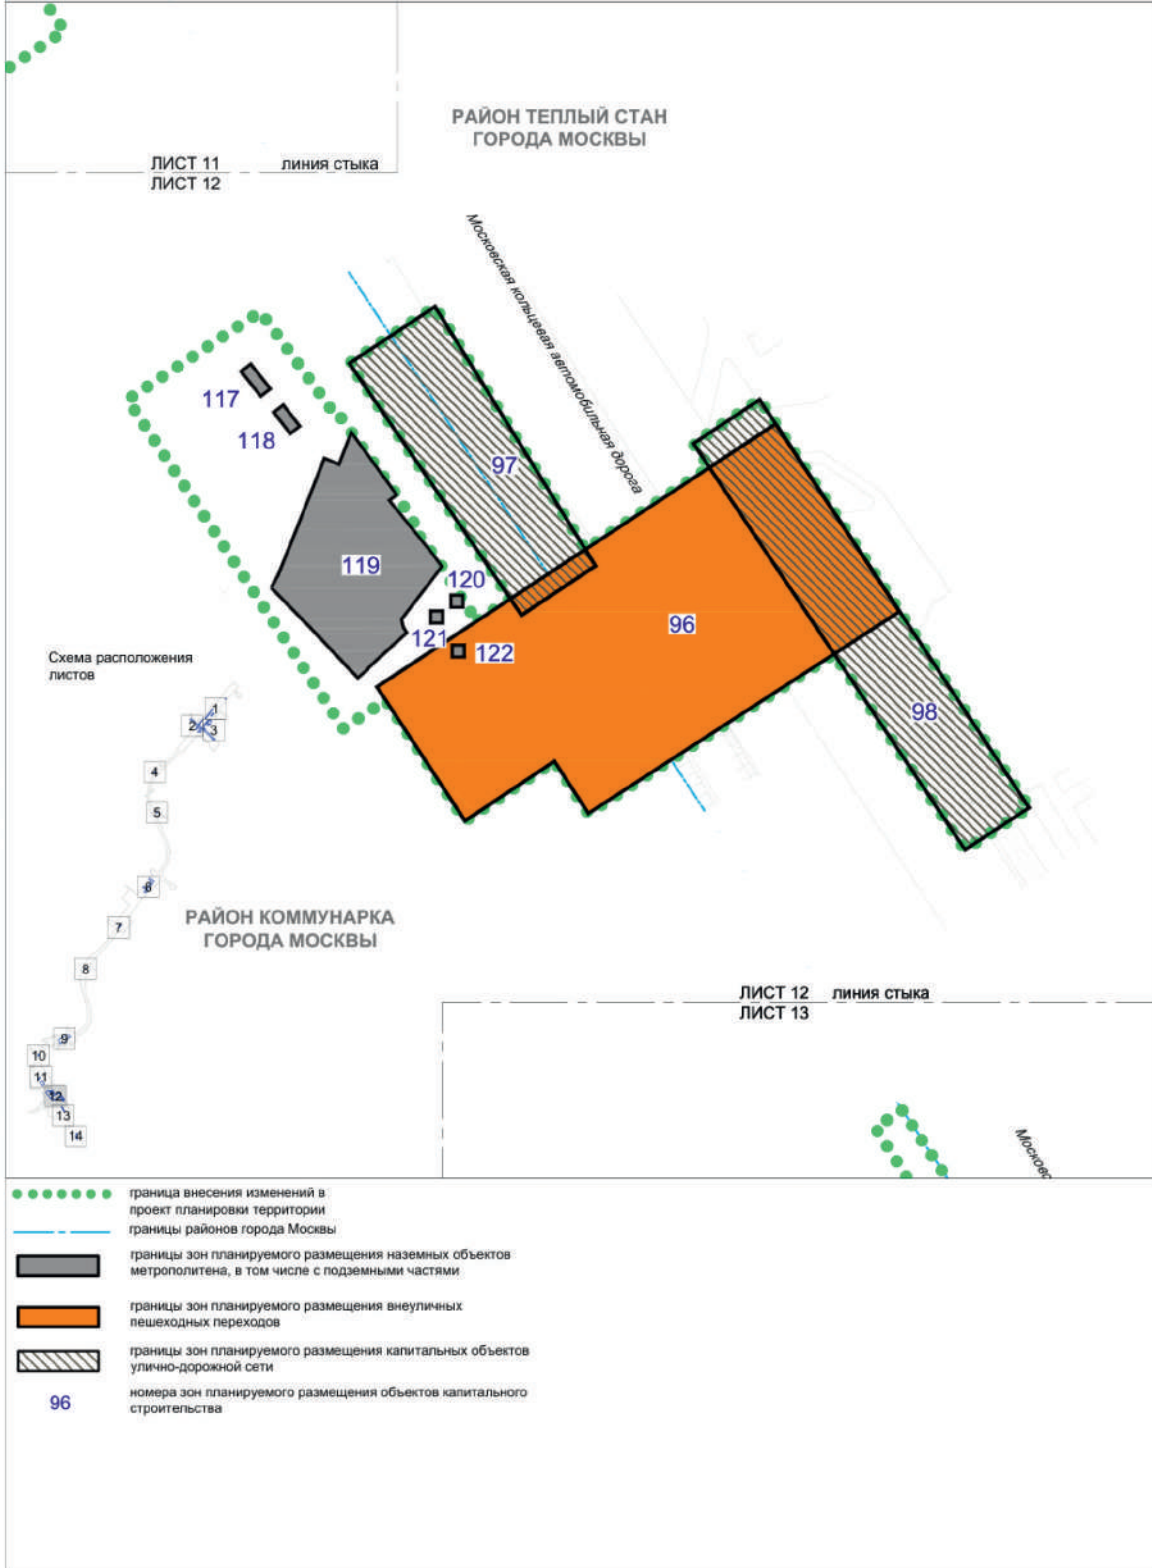 РАЙОН ТЕПЛЫЙ СТАН
ГОРОДА МОСКВЫ
ЛИСТ 11 линия стыка
ЛИСТ 12
Московская кольцевая автомобильная дорога
117
118
97
119
120
121
122
96
98
Схема расположения
листов
1
2
3
4
5
6
7
8
9
10
11
12
13
14
РАЙОН КОММУНАРКА
ГОРОДА МОСКВЫ
ЛИСТ 12 линия стыка
ЛИСТ 13
Московс
граница внесения изменений в
проект планировки территории
границы районов города Москвы
границы зон планируемого размещения наземных объектов
метрополитена, в том числе с подземными частями
границы зон планируемого размещения внеуличных
пешеходных переходов
границы зон планируемого размещения капитальных объектов
улично-дорожной сети
96
номера зон планируемого размещения объектов капитального
строительства